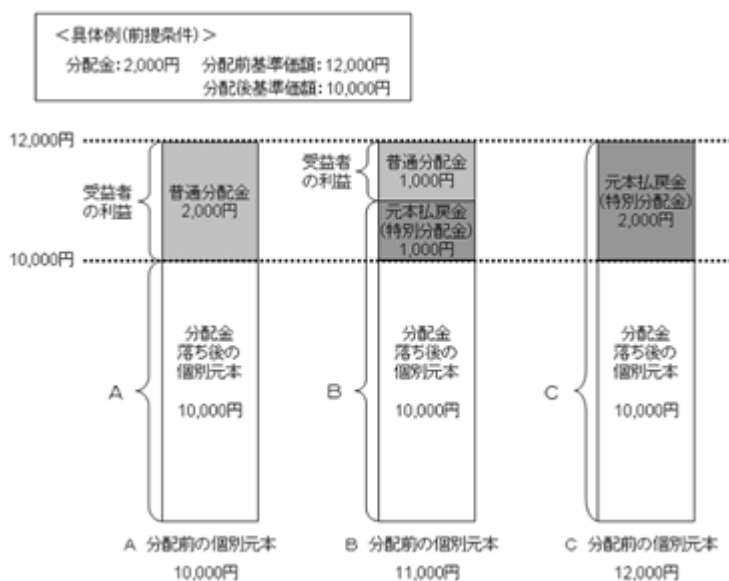 ＜具体例(前提条件)＞
分配金：2,000円　分配前基準価額：12,000円
分配後基準価額：10,000円
12,000円
受益者
の利益
普通分配金
2,000円
10,000円
A
分配金
落ち後の
個別元本
10,000円
A 分配前の個別元本
10,000円
受益者
の利益
普通分配金
1,000円
元本払戻金
(特別分配金)
1,000円
B
分配金
落ち後の
個別元本
10,000円
B 分配前の個別元本
11,000円
元本払戻金
(特別分配金)
2,000円
C
分配金
落ち後の
個別元本
10,000円
C 分配前の個別元本
12,000円